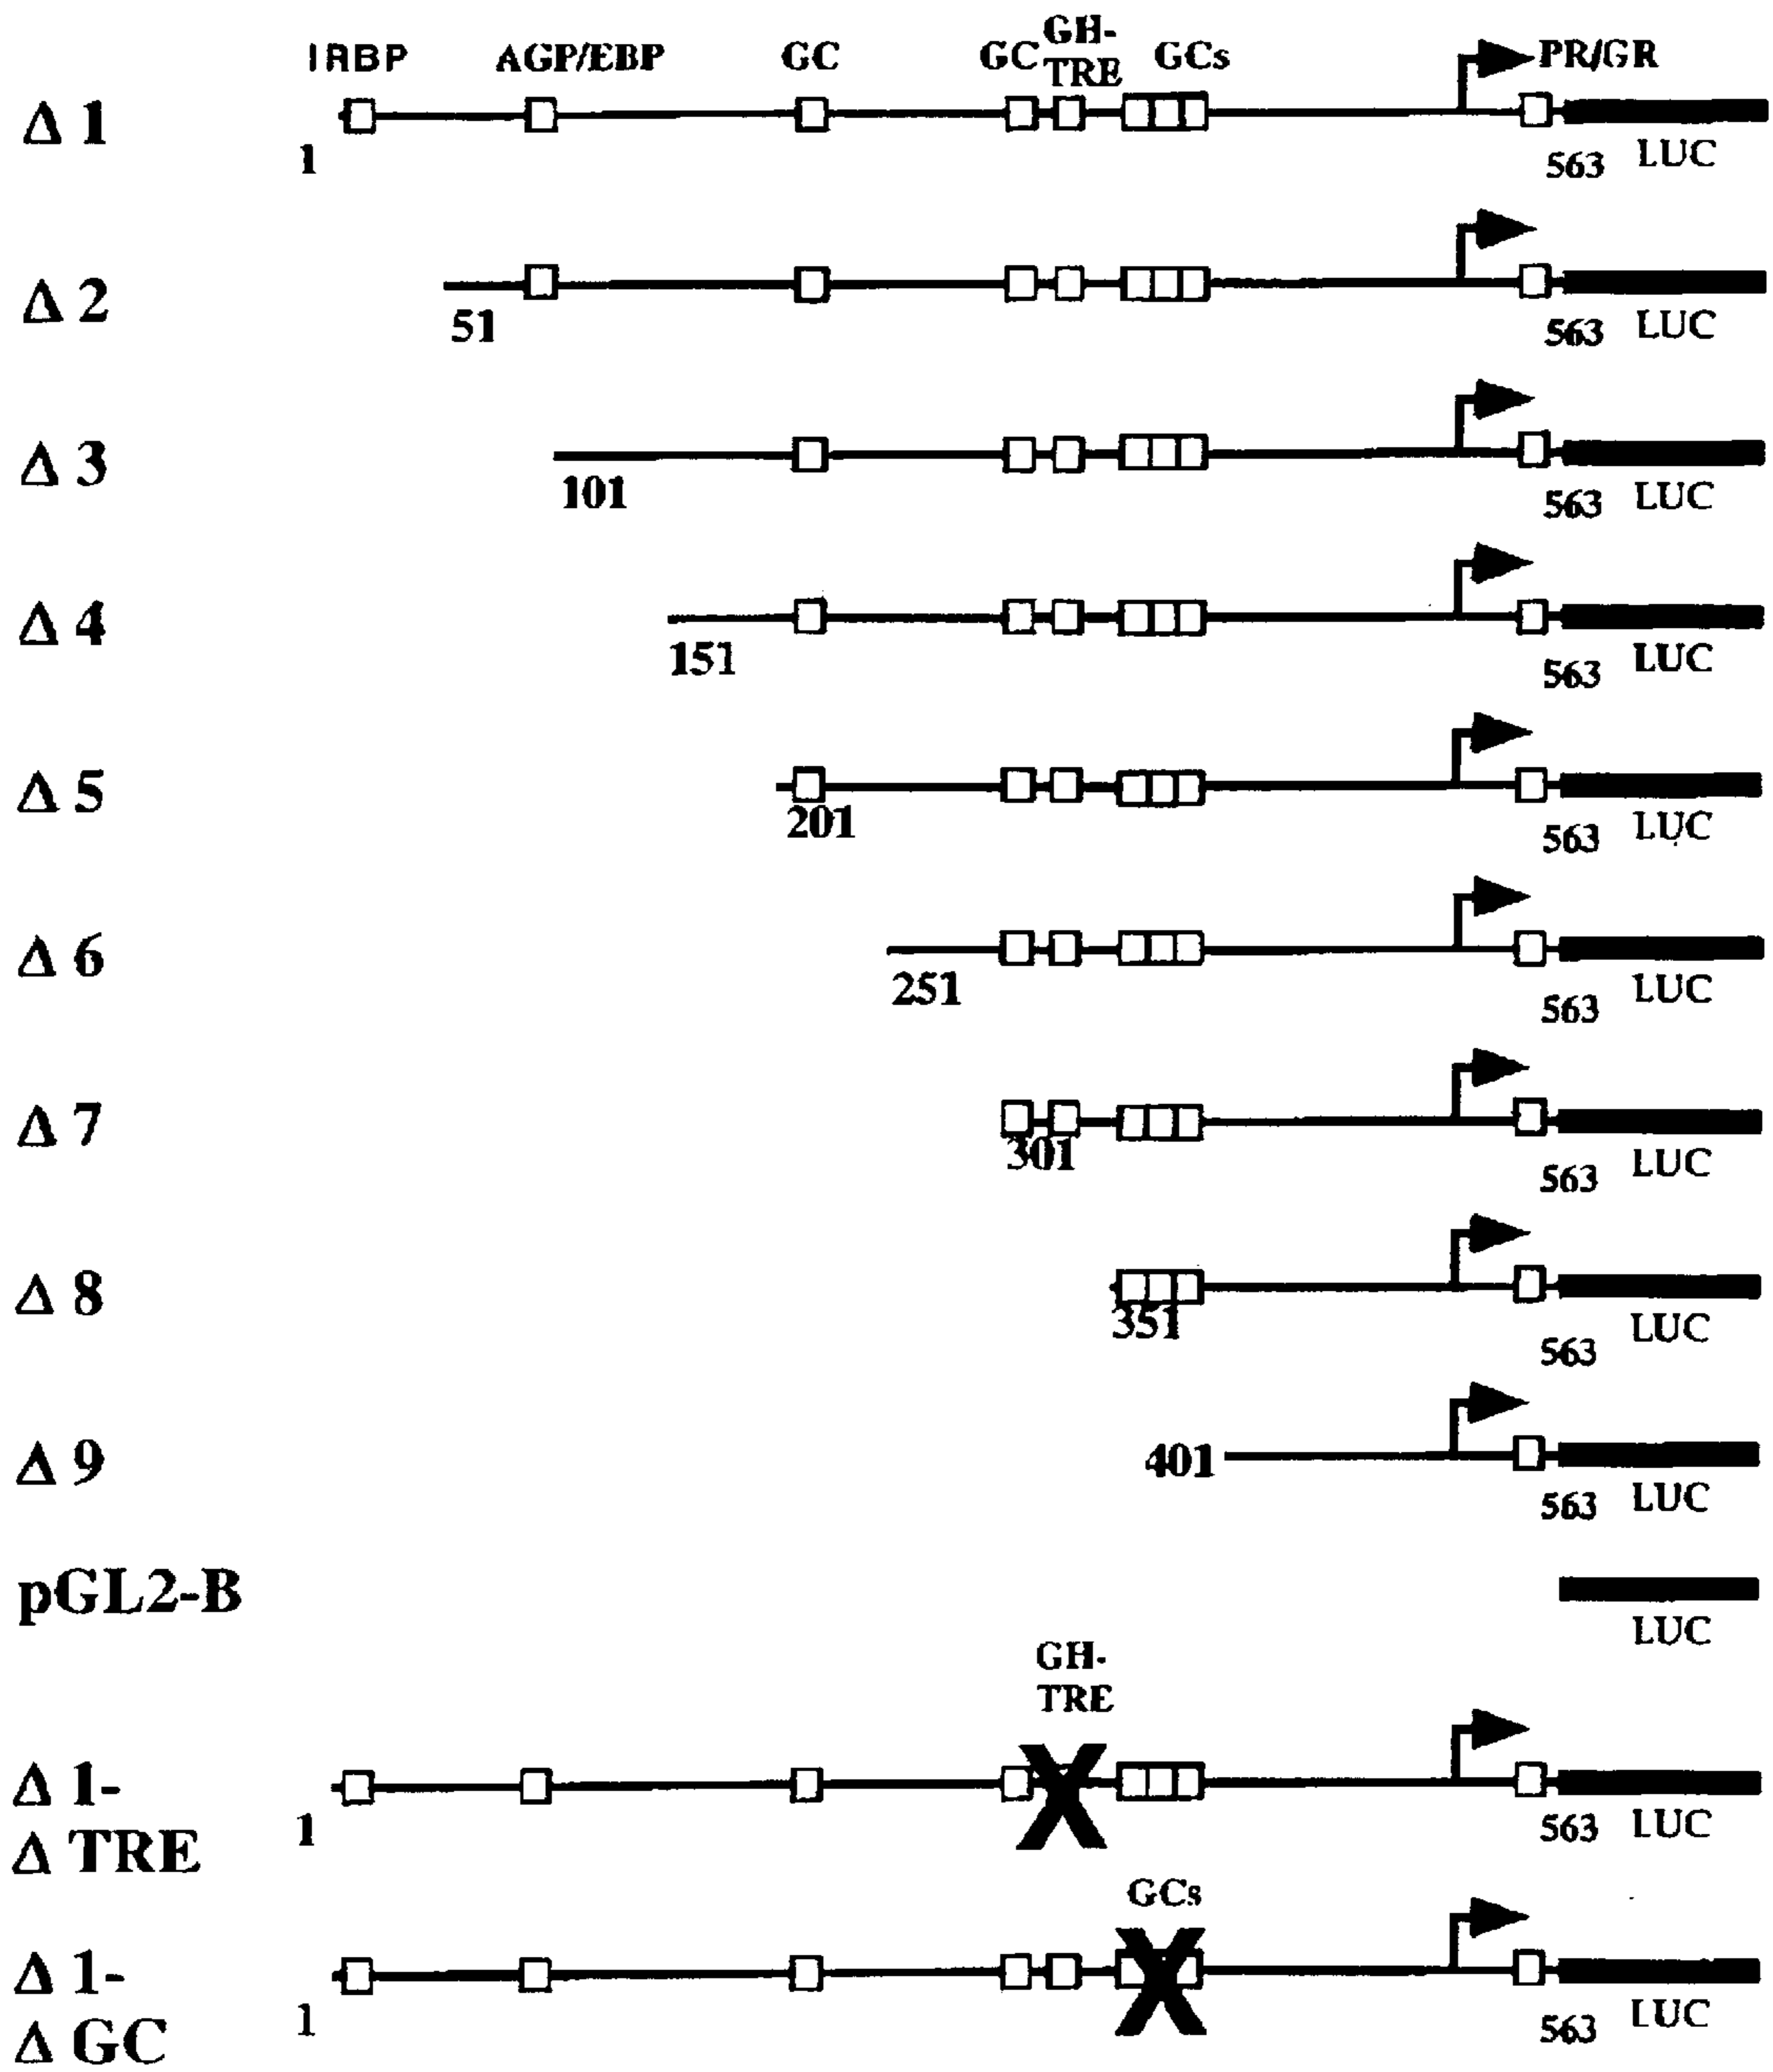 IRBP AGP/EBP GC GC GH-TRE GCs PR/GR
Δ 1 1 563 LUC
Δ 2 51 563 LUC
Δ 3 101 563 LUC
Δ 4 151 563 LUC
Δ 5 201 563 LUC
Δ 6 251 563 LUC
Δ 7 301 563 LUC
Δ 8 351 563 LUC
Δ 9 401 563 LUC
pGL2-B LUC
GH-
TRE
Δ 1- 1 563 LUC
Δ TRE
GCs
Δ 1- 1 563 LUC
Δ GC